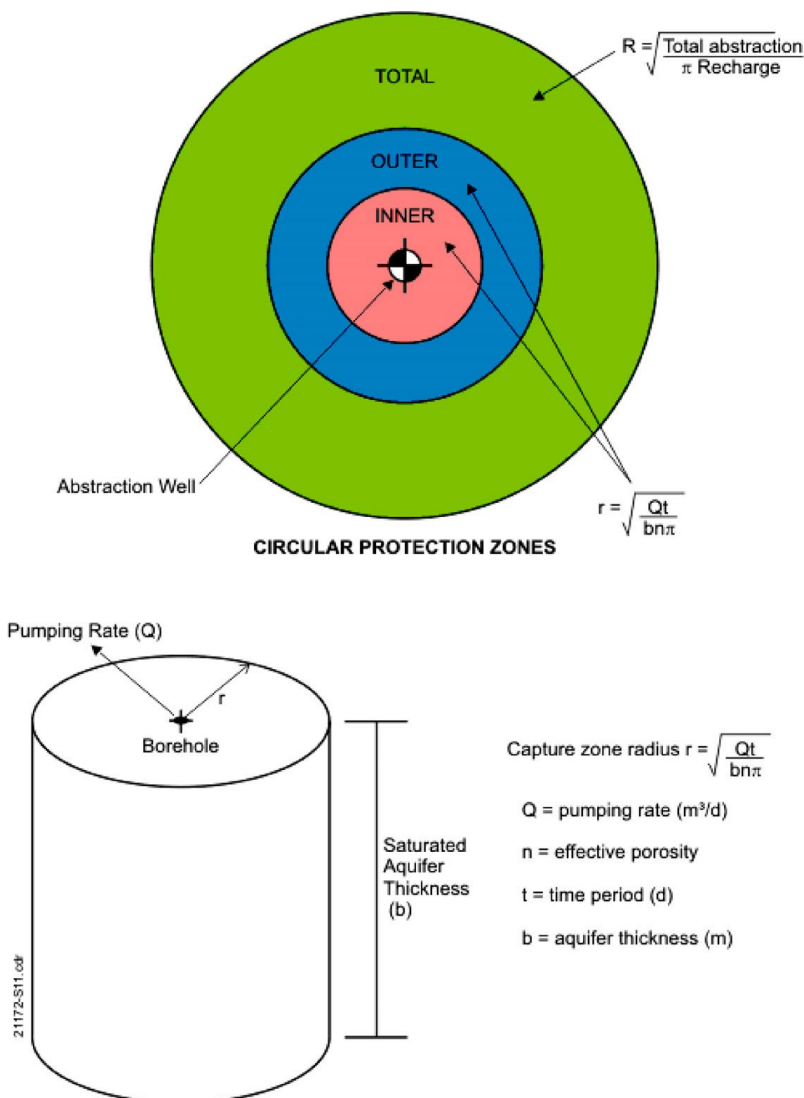 R = √(Total abstraction / π Recharge)
TOTAL
OUTER
INNER
Abstraction Well
r = √(Qt / bnπ)
CIRCULAR PROTECTION ZONES
Pumping Rate (Q)
r
Borehole
Capture zone radius r = √(Qt / bnπ)
Q = pumping rate (m³/d)
n = effective porosity
t = time period (d)
b = aquifer thickness (m)
Saturated
Aquifer
Thickness
(b)
21172-S11.cdr